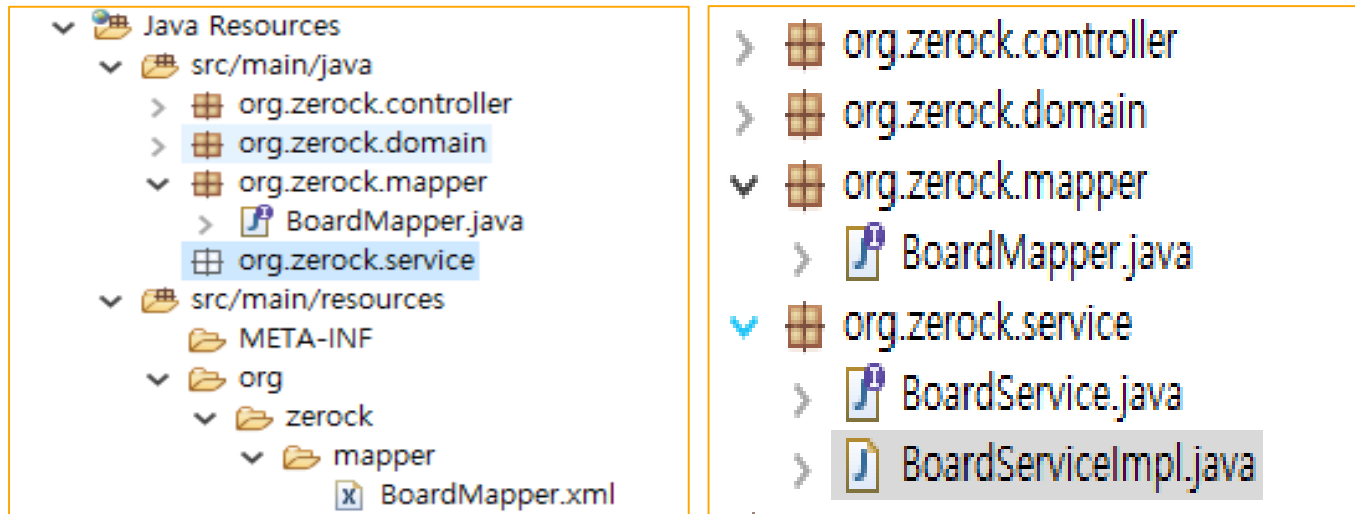 Java Resources
src/main/java
org.zerock.controller
org.zerock.domain
org.zerock.mapper
BoardMapper.java
org.zerock.service
src/main/resources
META-INF
org
zerock
mapper
BoardMapper.xml
org.zerock.controller
org.zerock.domain
org.zerock.mapper
BoardMapper.java
org.zerock.service
BoardService.java
BoardServiceImpl.java